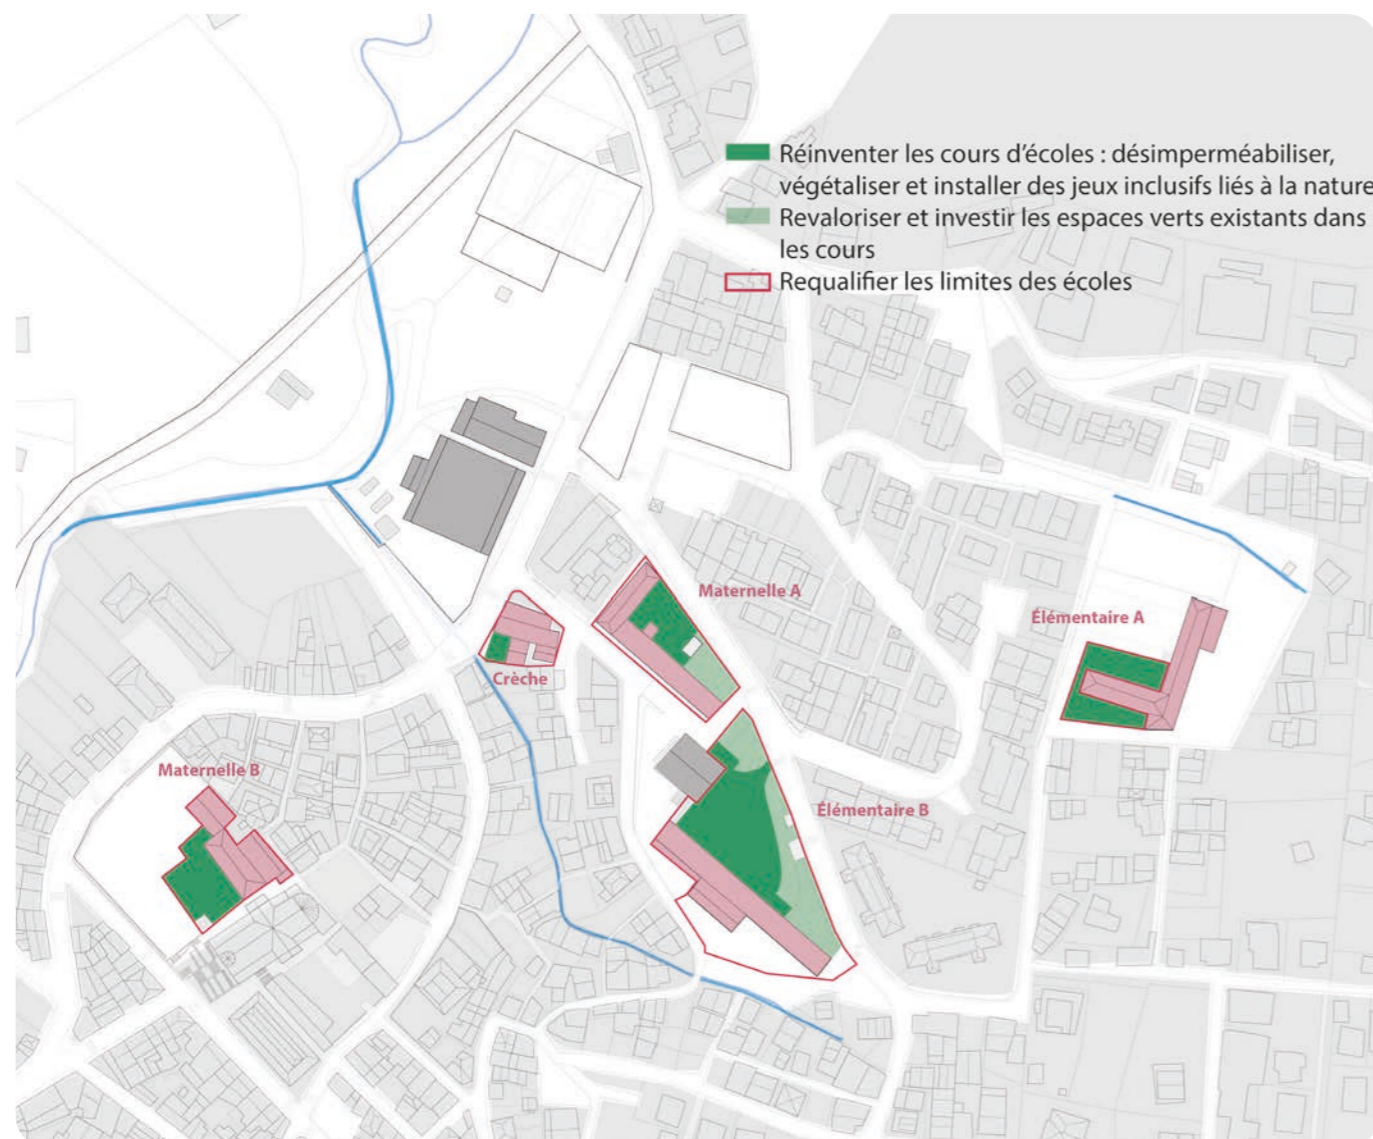 Réinventer les cours d'écoles : désimperméabiliser,
végétaliser et installer des jeux inclusifs liés à la nature
Revaloriser et investir les espaces verts existants dans
les cours
Requalifier les limites des écoles
Maternelle A
Élémentaire A
Crèche
Maternelle B
Élémentaire B